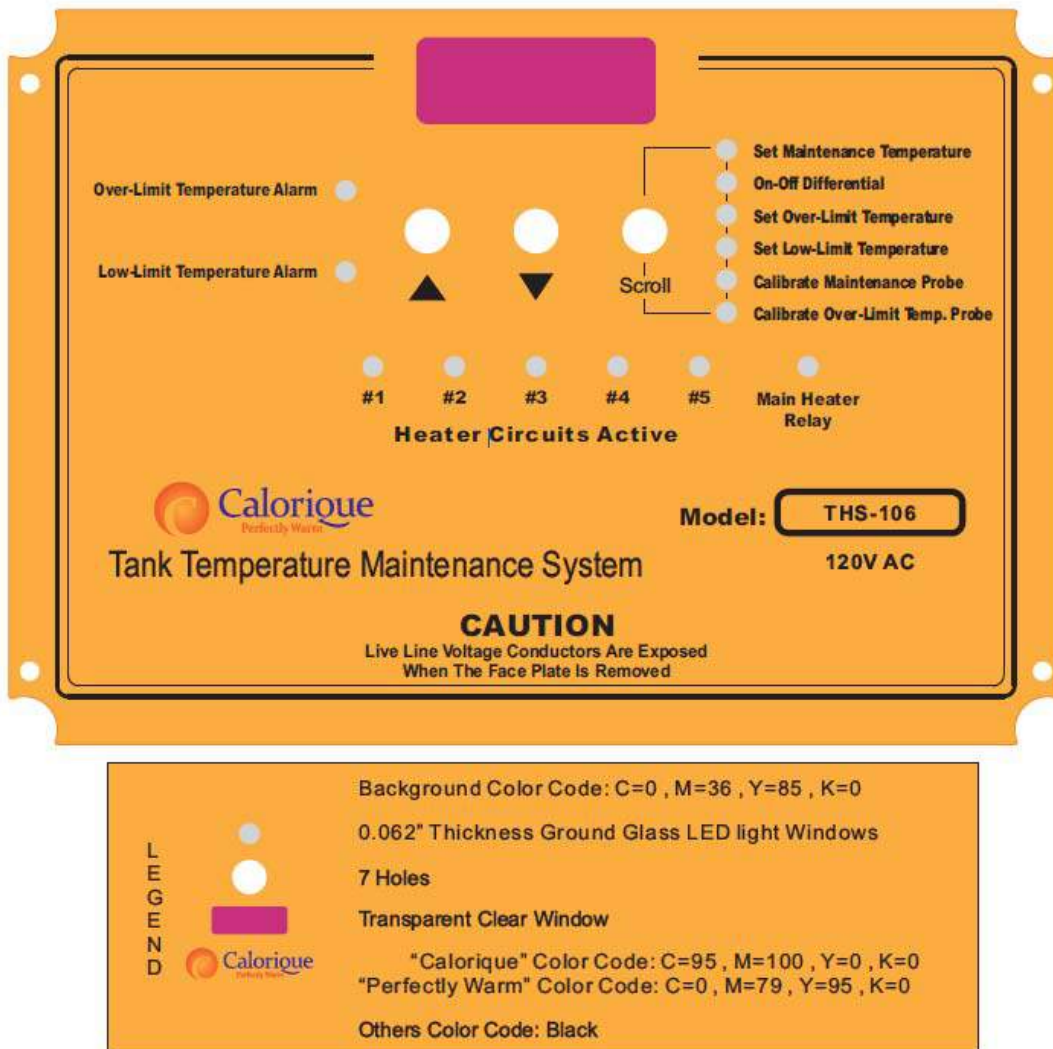 Set Maintenance Temperature
Over-Limit Temperature Alarm
On-Off Differential
Set Over-Limit Temperature
Set Low-Limit Temperature
Low-Limit Temperature Alarm
Scroll
Calibrate Maintenance Probe
Calibrate Over-Limit Temp. Probe
#1 #2 #3 #4 #5 Main Heater
Relay
Heater Circuits Active
Calorique
Perfectly Warm
Model: THS-106
Tank Temperature Maintenance System
120V AC
CAUTION
Live Line Voltage Conductors Are Exposed
When The Face Plate Is Removed
LEGEND
Background Color Code: C=0 , M=36 , Y=85 , K=0
0.062" Thickness Ground Glass LED light Windows
7 Holes
Transparent Clear Window
Calorique
Perfectly Warm
“Calorique” Color Code: C=95 , M=100 , Y=0 , K=0
“Perfectly Warm” Color Code: C=0 , M=79 , Y=95 , K=0
Others Color Code: Black